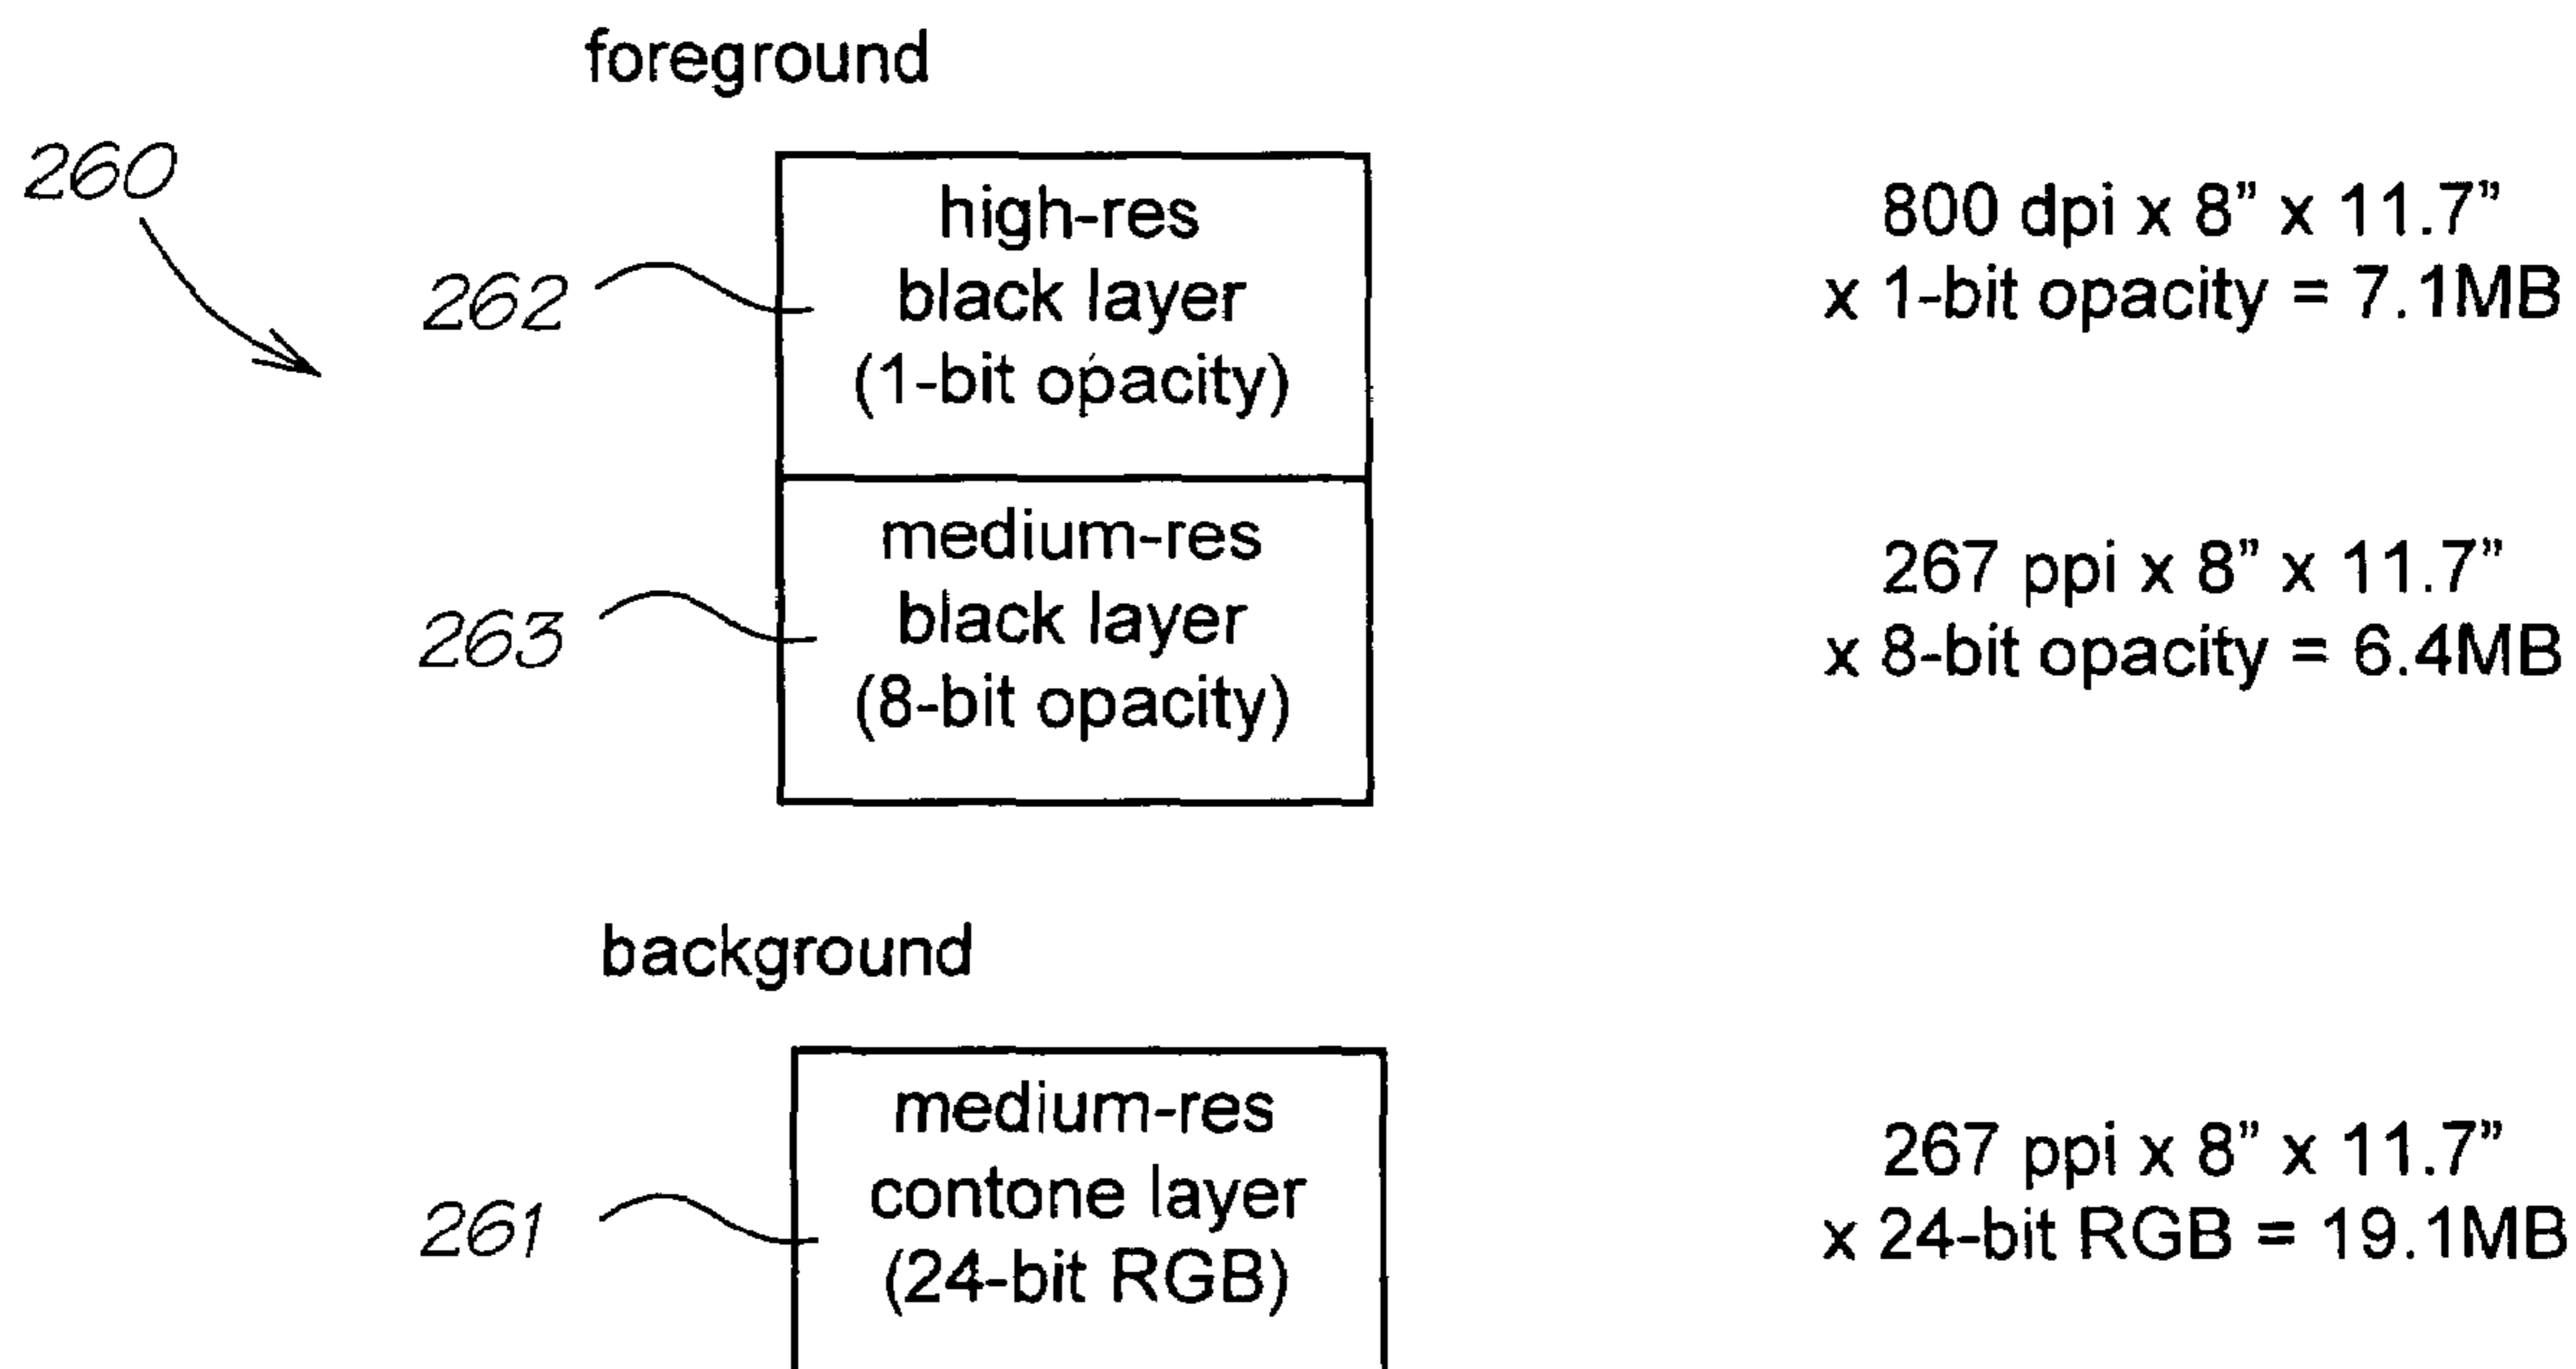 foreground
260
262
high-res
black layer
(1-bit opacity)
800 dpi x 8” x 11.7”
x 1-bit opacity = 7.1MB
263
medium-res
black layer
(8-bit opacity)
267 ppi x 8” x 11.7”
x 8-bit opacity = 6.4MB
background
261
medium-res
contone layer
(24-bit RGB)
267 ppi x 8” x 11.7”
x 24-bit RGB = 19.1MB